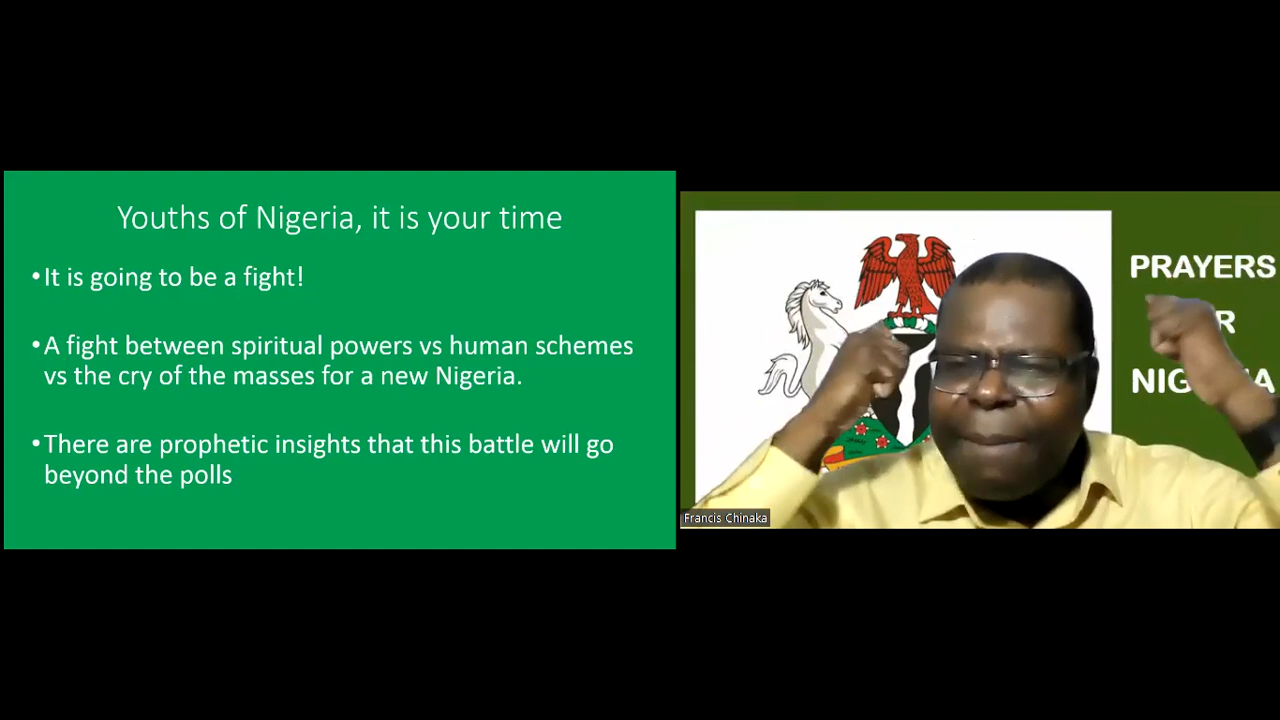 Youths of Nigeria, it is your time
•It is going to be a fight!
•A fight between spiritual powers vs human schemes
vs the cry of the masses for a new Nigeria.
•There are prophetic insights that this battle will go
beyond the polls
PRAYERS
R
NIG A
Francis Chinaka